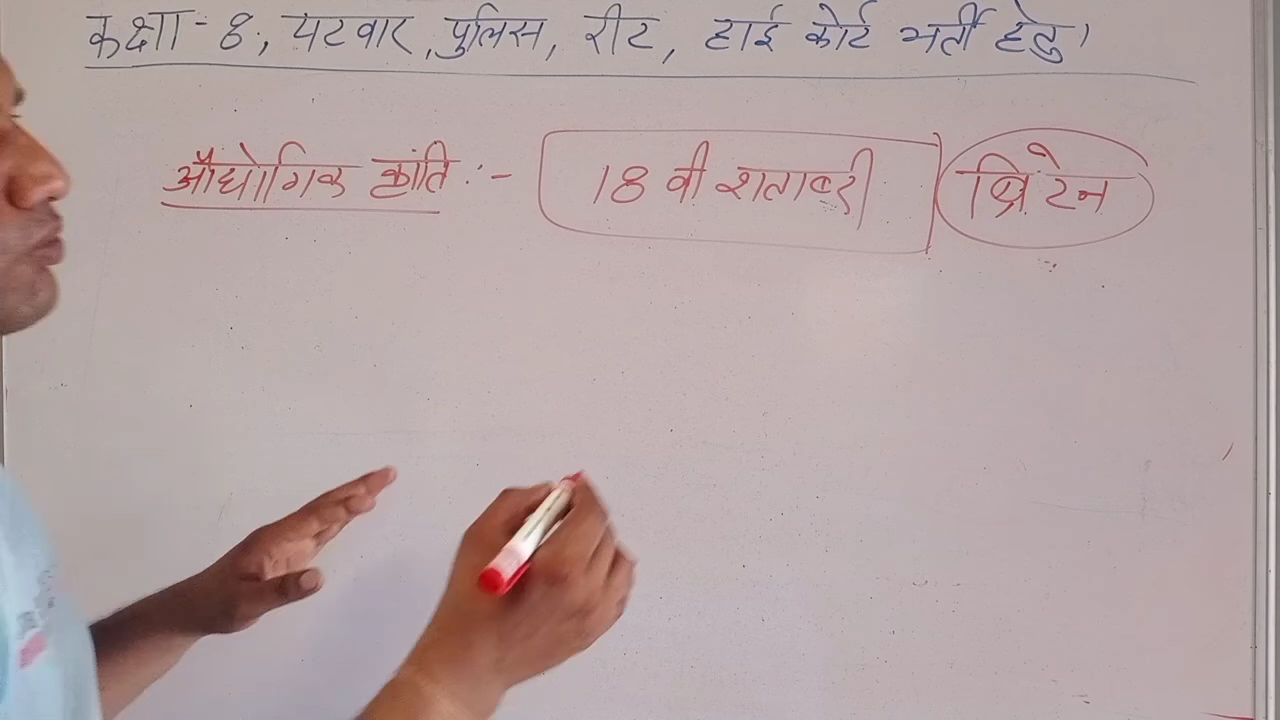 कक्षा - 8, पटवार, पुलिस, रीट, हाई कोर्ट भर्ती हेतु।
औद्योगिक क्रांति :- 18 वी शताब्दी ब्रिटेन